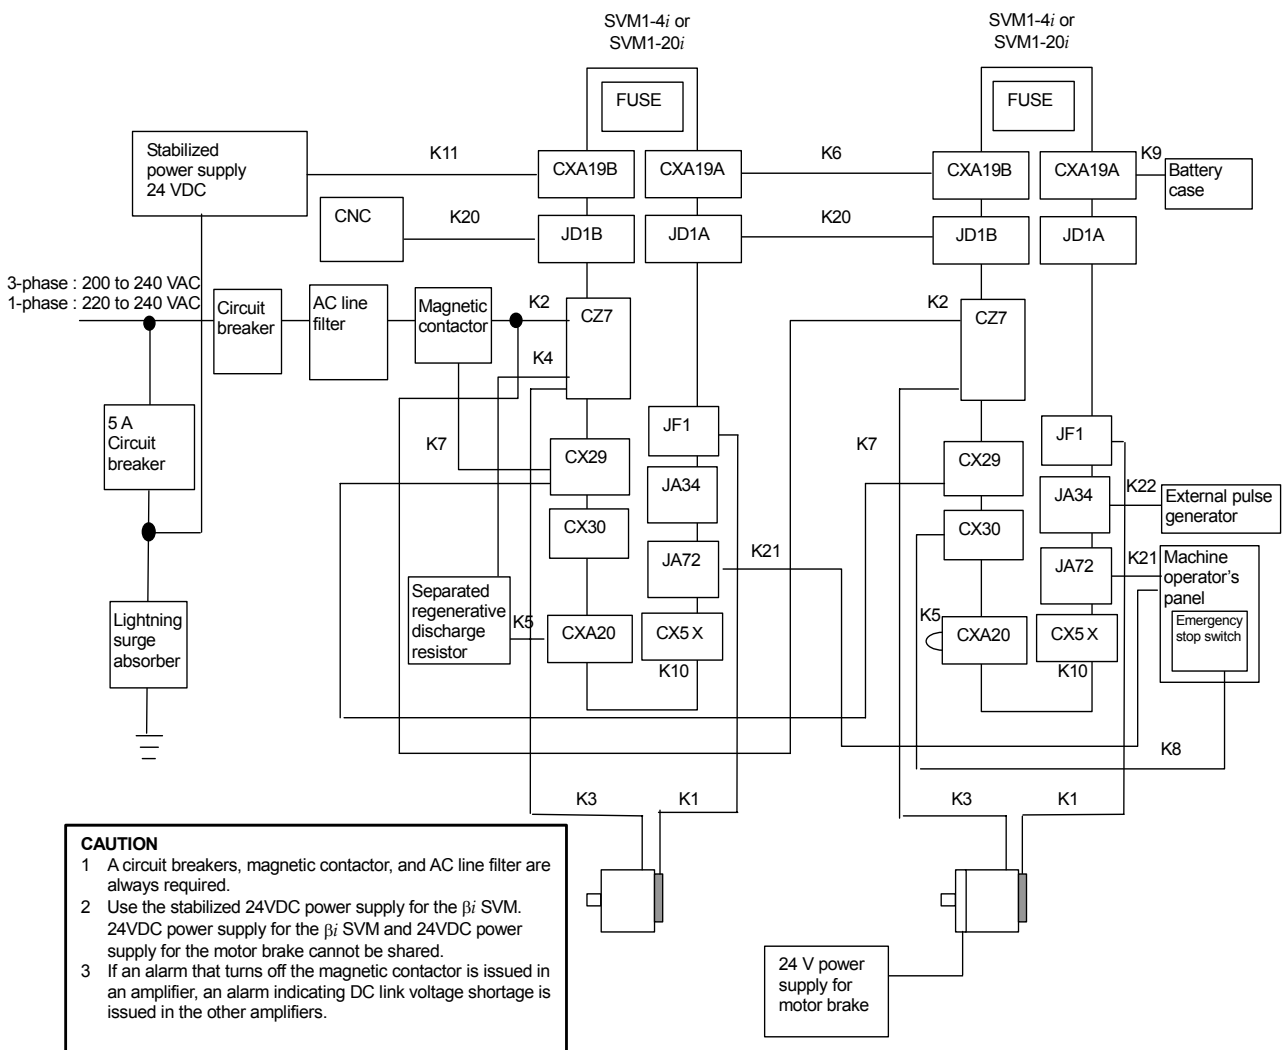 SVM1-4i or
SVM1-20i
SVM1-4i or
SVM1-20i
FUSE
FUSE
Stabilized
power supply
24 VDC
K11
CXA19B
CXA19A
K6
CXA19B
CXA19A
K9
Battery
case
CNC
K20
JD1B
JD1A
K20
JD1B
JD1A
3-phase : 200 to 240 VAC
1-phase : 220 to 240 VAC
Circuit
breaker
AC line
filter
Magnetic
contactor
K2
CZ7
K2
CZ7
K4
5 A
Circuit
breaker
K7
CX29
JF1
K7
CX29
JF1
JA34
JA34
K22
External pulse
generator
CX30
CX30
JA72
K21
JA72
K21
Machine
operator's
panel
Emergency
stop switch
Separated
regenerative
discharge
resistor
K5
CXA20
CX5 X
K10
K5
CXA20
CX5 X
K10
Lightning
surge
absorber
K8
K3
K1
K3
K1
CAUTION
1 A circuit breakers, magnetic contactor, and AC line filter are
always required.
2 Use the stabilized 24VDC power supply for the βi SVM.
24VDC power supply for the βi SVM and 24VDC power
supply for the motor brake cannot be shared.
3 If an alarm that turns off the magnetic contactor is issued in
an amplifier, an alarm indicating DC link voltage shortage is
issued in the other amplifiers.
24 V power
supply for
motor brake